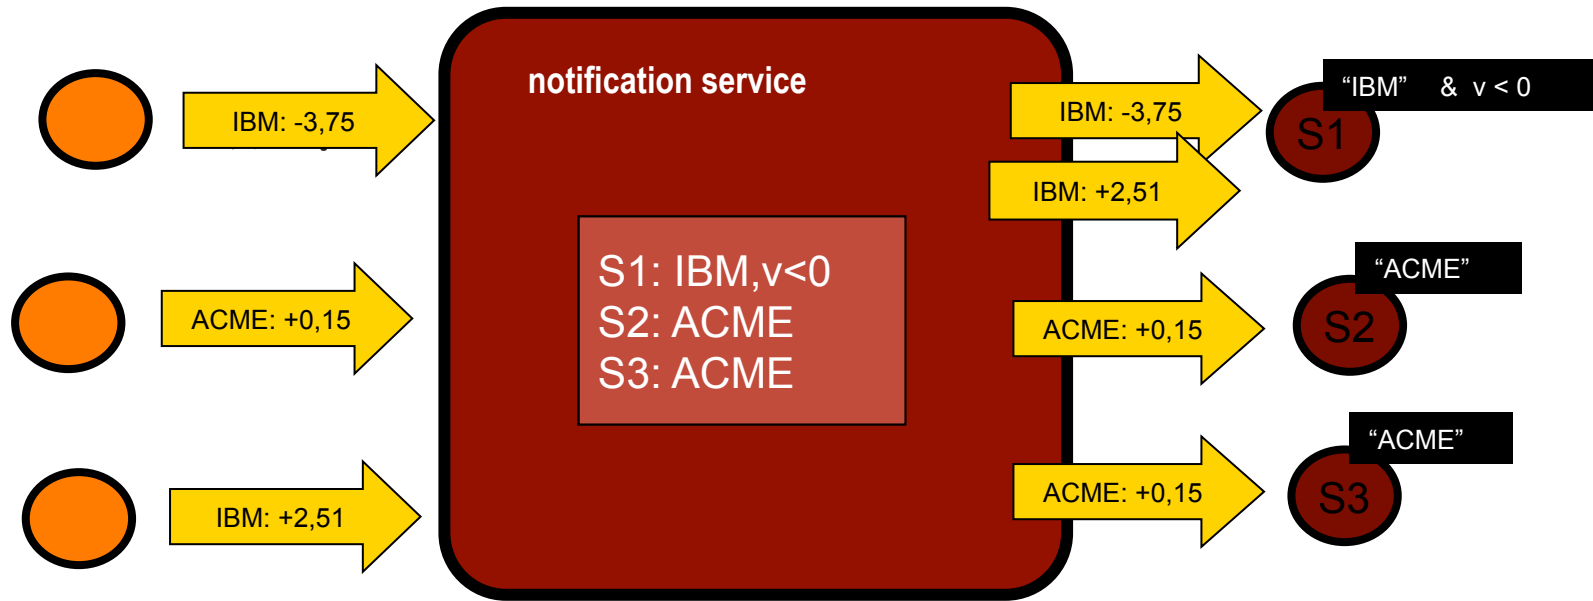 notification service
IBM: -3,75
ACME: +0,15
IBM: +2,51
S1: IBM,v<0
S2: ACME
S3: ACME
IBM: -3,75
IBM: +2,51
ACME: +0,15
ACME: +0,15
“IBM” & v < 0
S1
“ACME”
S2
“ACME”
S3